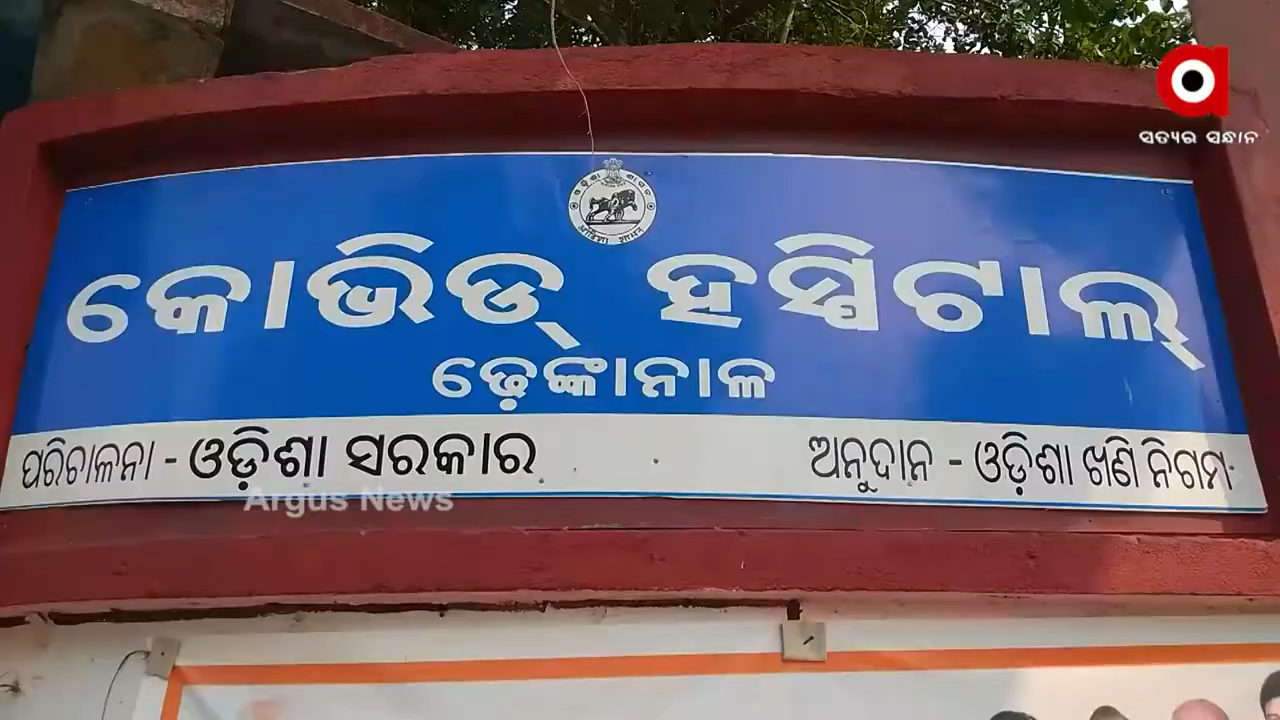 ସତ୍ୟର ସନ୍ଧାନ
କୋଭିଡ୍ ହସ୍ପିଟାଲ୍
ଢ଼େଙ୍କାନାଳ
ପରିଚାଳନା - ଓଡ଼ିଶା ସରକାର
ଅନୁଦାନ - ଓଡ଼ିଶା ଖଣି ନିଗମ
Argus News